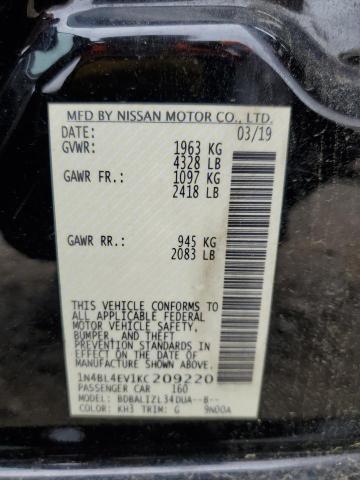 MFD BY NISSAN MOTOR CO., LTD.
DATE: 03/19
GVWR: 1963 KG
4328 LB
GAWR FR.: 1097 KG
2418 LB
GAWR RR.: 945 KG
2083 LB
THIS VEHICLE CONFORMS TO
ALL APPLICABLE FEDERAL
MOTOR VEHICLE SAFETY,
BUMPER, AND THEFT
PREVENTION STANDARDS IN
EFFECT ON THE DATE OF
MANUFACTURE SHOWN ABOVE.
1N4BL4EV1KC209220
PASSENGER CAR 160
MODEL: BDBALIZL34DUA--B--
COLOR: KH3 TRIM: G 9N00A